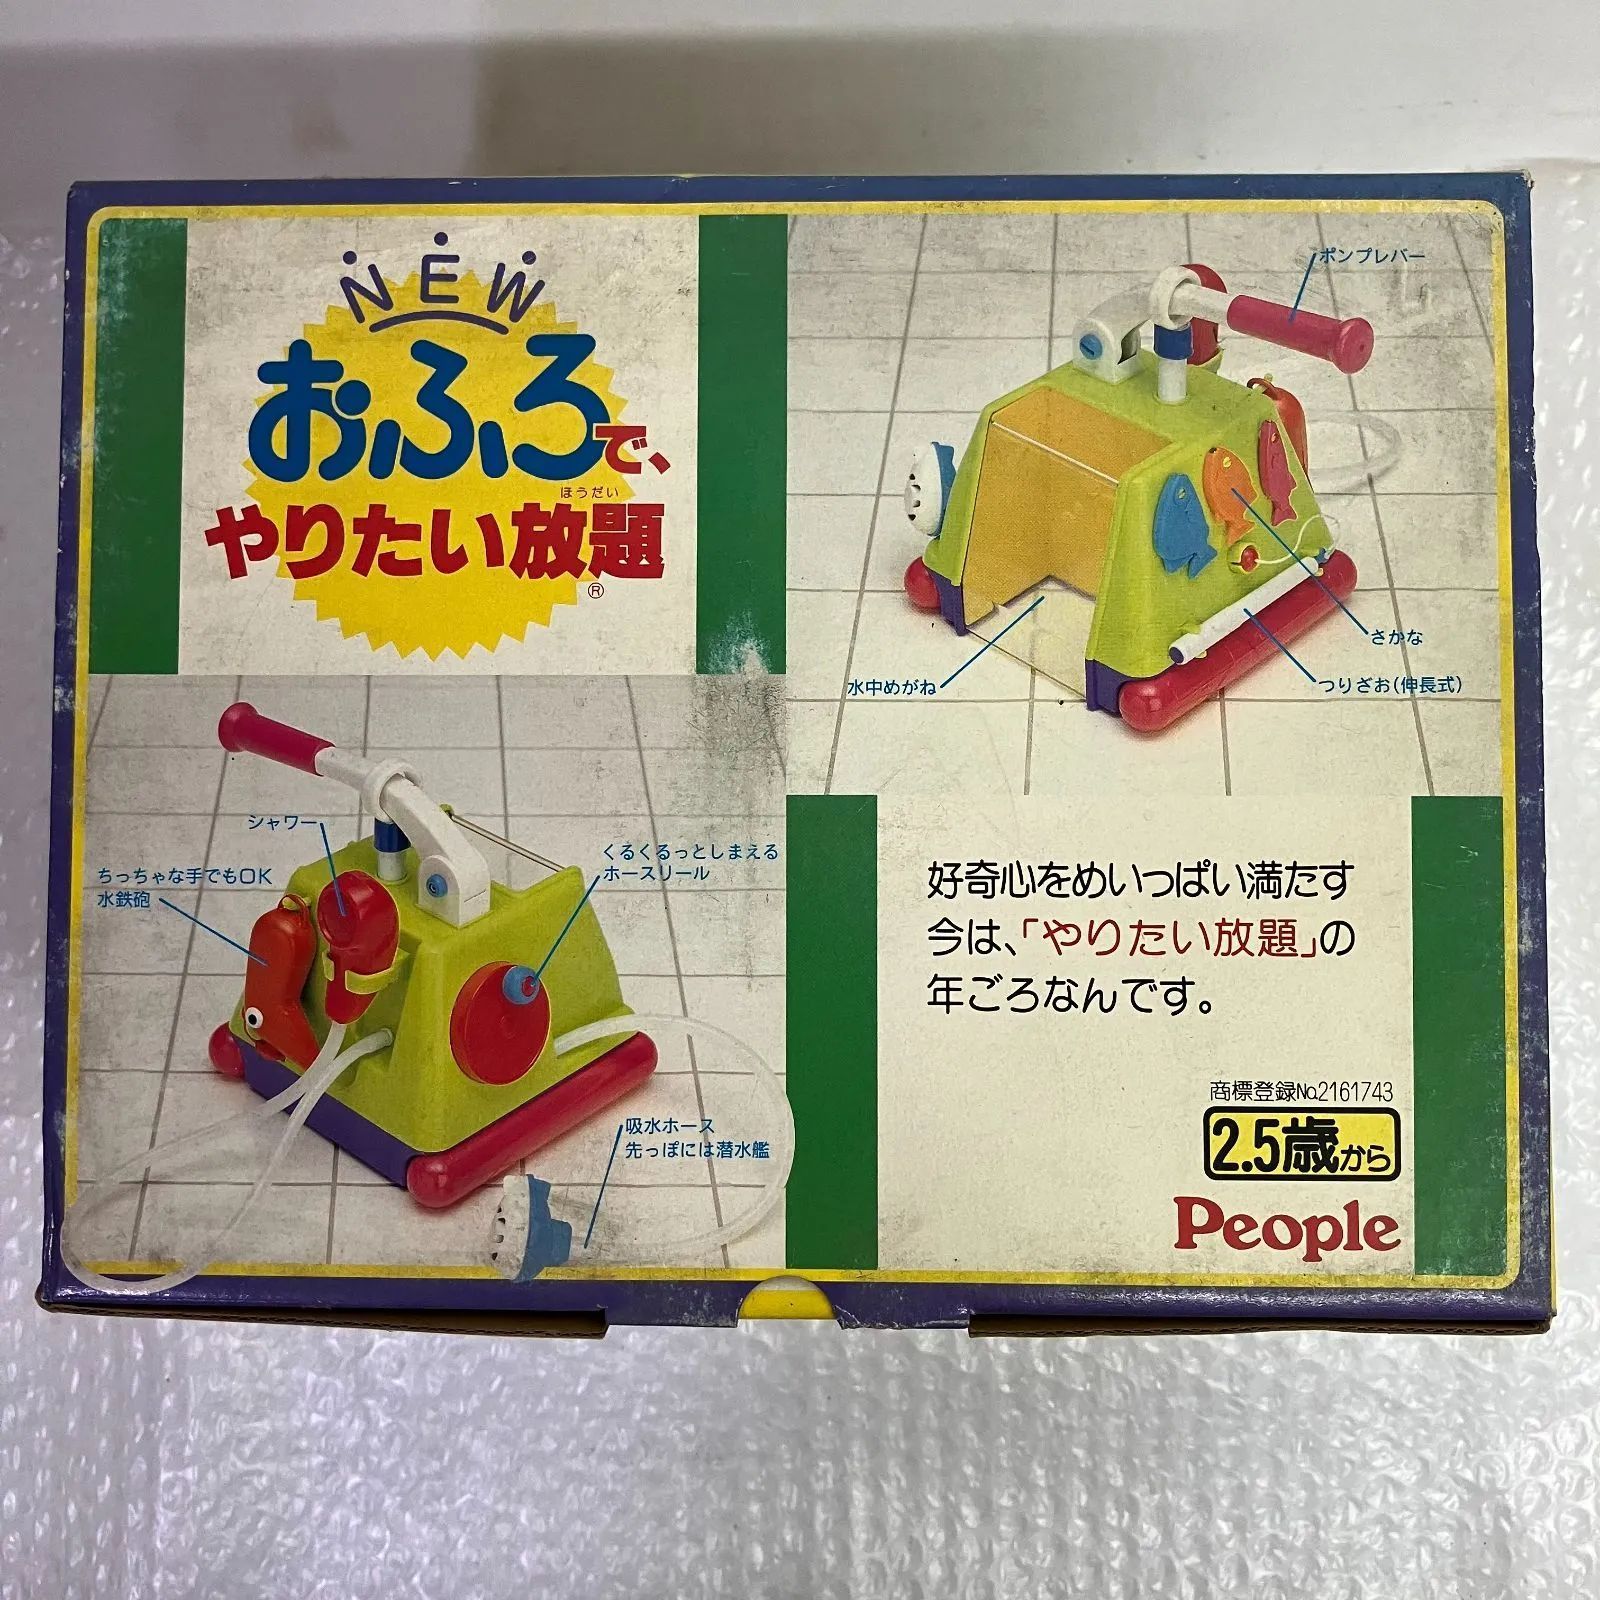 NEW
おふろで、
ほうだい
やりたい放題
®
ポンプレバー
さかな
水中めがね
つりざお(伸長式)
シャワー
くるくるっとしまえる
ホースリール
ちっちゃな手でもOK
水鉄砲
吸水ホース
先っぽには潜水艦
好奇心をめいっぱい満たす
今は、「やりたい放題」の
年ごろなんです。
商標登録No.2161743
2.5歳から
People